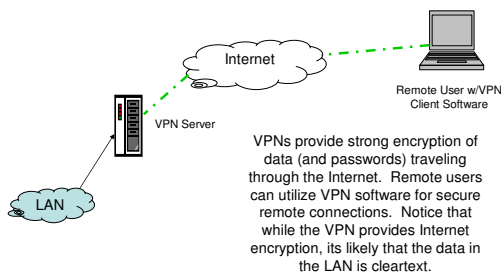 Internet
Remote User w/VPN
Client Software
VPN Server
VPNs provide strong encryption of
data (and passwords) traveling
through the Internet.  Remote users
can utilize VPN software for secure
remote connections.  Notice that
while the VPN provides Internet
encryption, its likely that the data in
the LAN is cleartext.
LAN